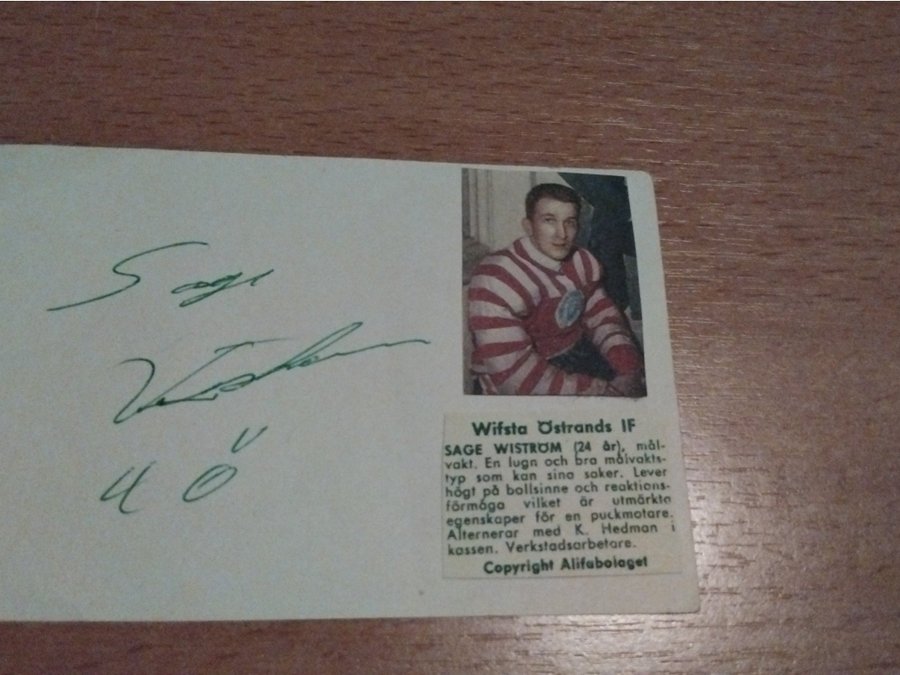 Sage
Wiström
4 Ö
Wifsta Östrands IF
SAGE WISTRÖM (24 år), mål-
vakt. En lugn och bra målvakts-
typ som kan sina saker. Lever
högt på bollsinne och reaktions-
förmåga vilket är utmärkta
egenskaper för en puckmotare.
Alternerar med K. Hedman i
kassen. Verkstadsarbetare.
Copyright Alifabolaget